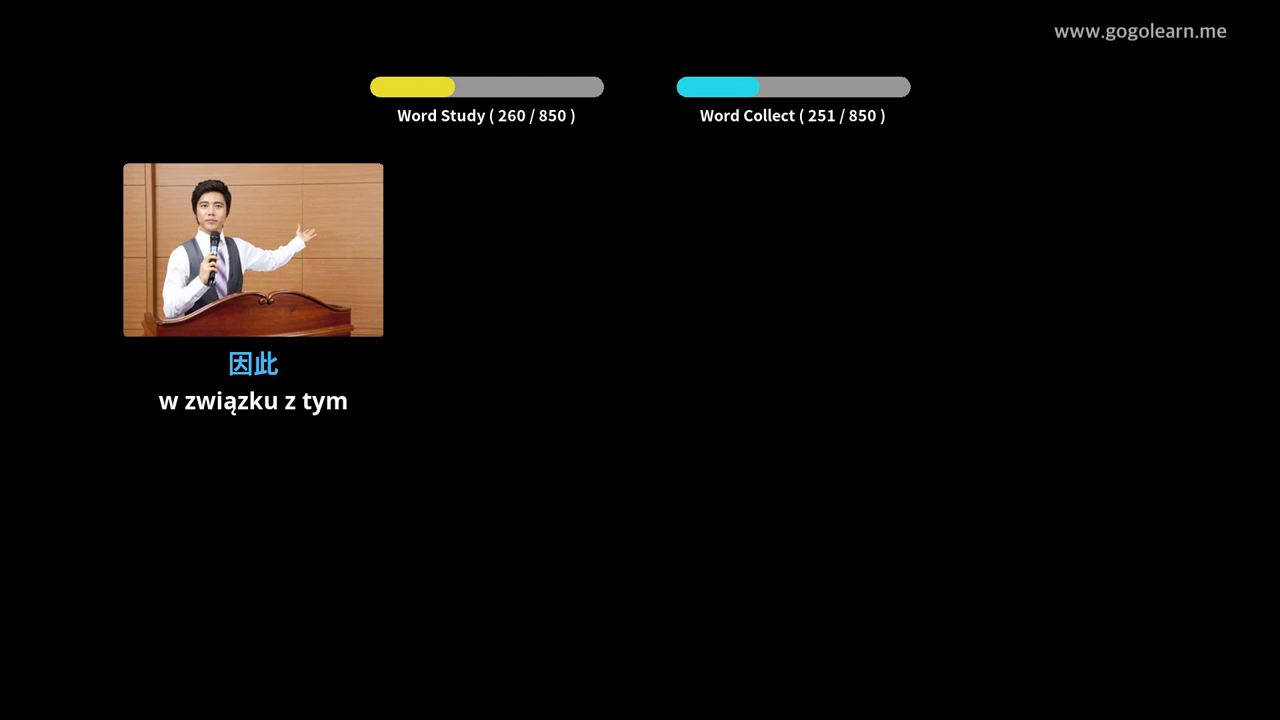 www.gogolearn.me
Word Study ( 260 / 850 )
Word Collect ( 251 / 850 )
因此
w związku z tym